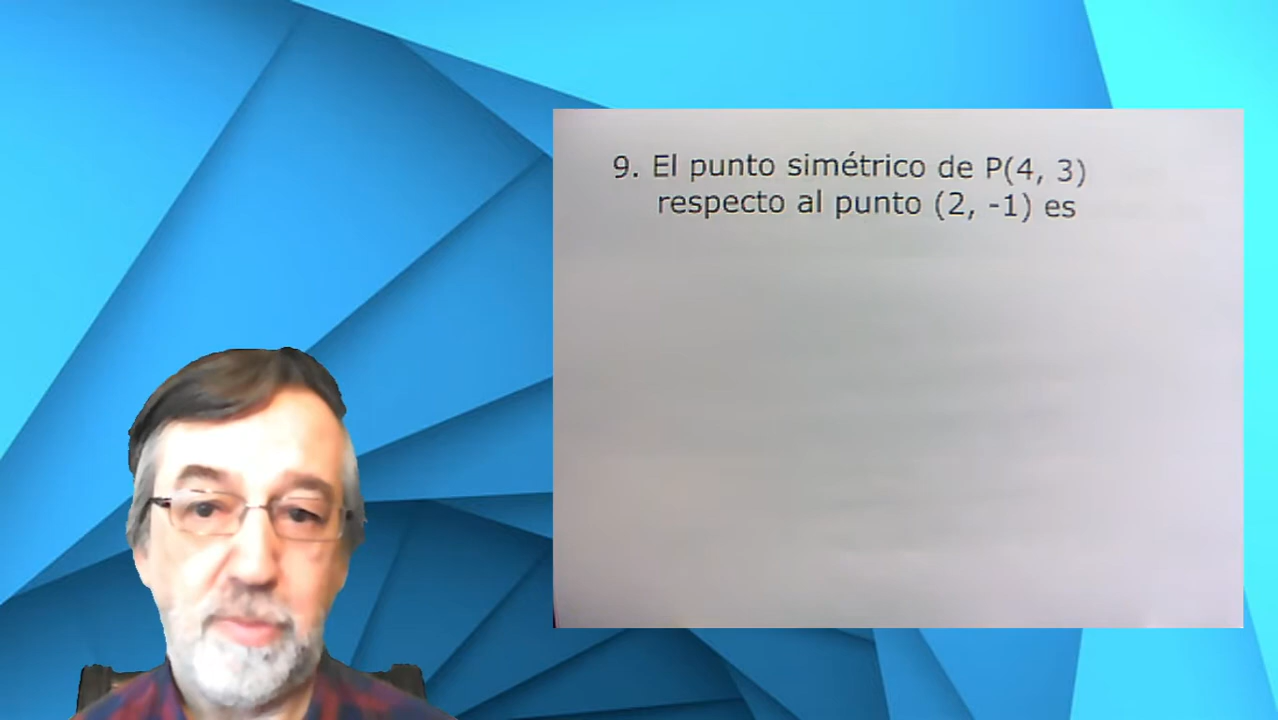 9. El punto simétrico de P(4, 3)
respecto al punto (2, -1) es